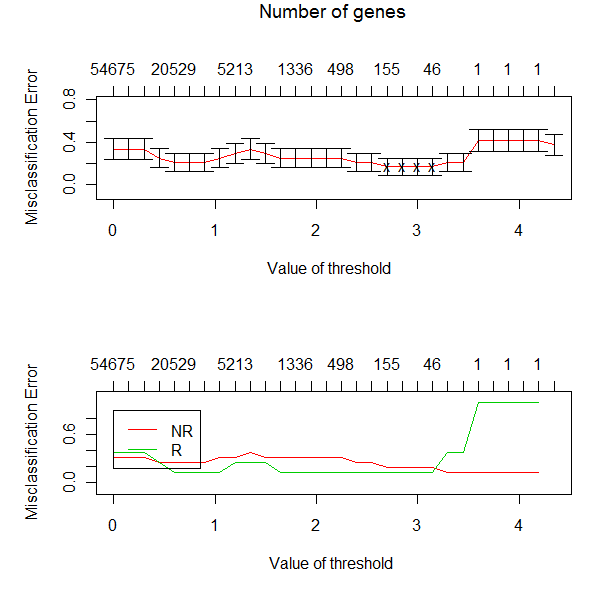 Number of genes
54675 20529 5213 1336 498 155 46 1 1 1
Misclassification Error
0.8
0.4
0.0
x x x x
0 1 2 3 4
Value of threshold
54675 20529 5213 1336 498 155 46 1 1 1
Misclassification Error
0.6
0.0
NR
R
0 1 2 3 4
Value of threshold